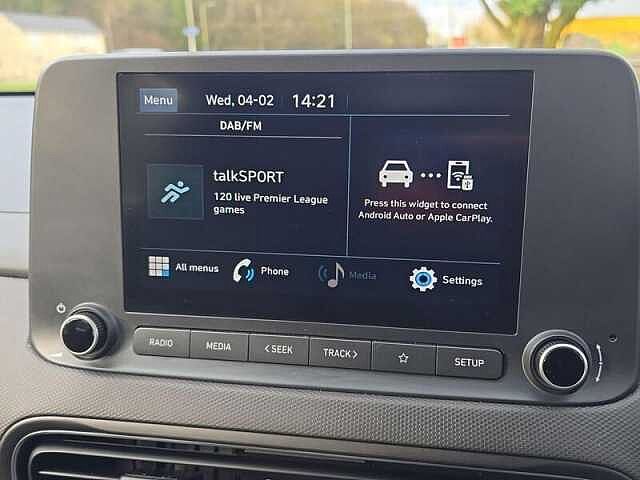 Menu Wed, 04-02 14:21
DAB/FM
talkSPORT
120 live Premier League
games
Press this widget to connect
Android Auto or Apple CarPlay.
All menus Phone Media Settings
RADIO MEDIA < SEEK TRACK > ☆ SETUP